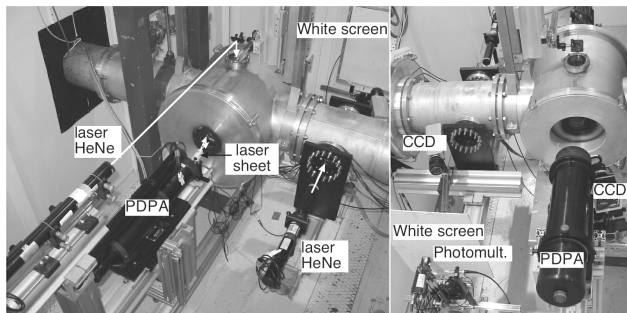 White screen
laser
HeNe
laser
sheet
PDPA
laser
HeNe
CCD
CCD
White screen
Photomult.
PDPA